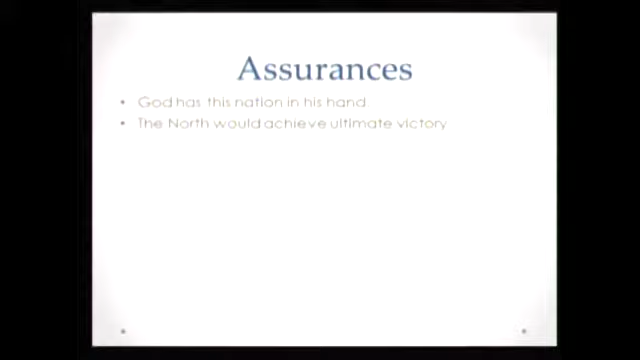 Assurances
• God has this nation in his hand
• The North would achieve ultimate victory